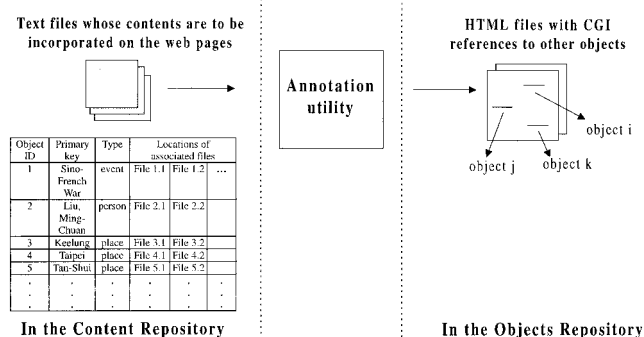 Text files whose contents are to be
incorporated on the web pages
HTML files with CGI
references to other objects
Annotation
utility
object i
object j
object k
Object ID Primary key Type Locations of associated files
1 Sino-French War event File 1.1 File 1.2 ...
2 Liu, Ming-Chuan person File 2.1 File 2.2
3 Keelung place File 3.1 File 3.2
4 Taipei place File 4.1 File 4.2
5 Tan-Shui place File 5.1 File 5.2
. . . . . .
. . . . . .
. . . . . .
In the Content Repository
In the Objects Repository